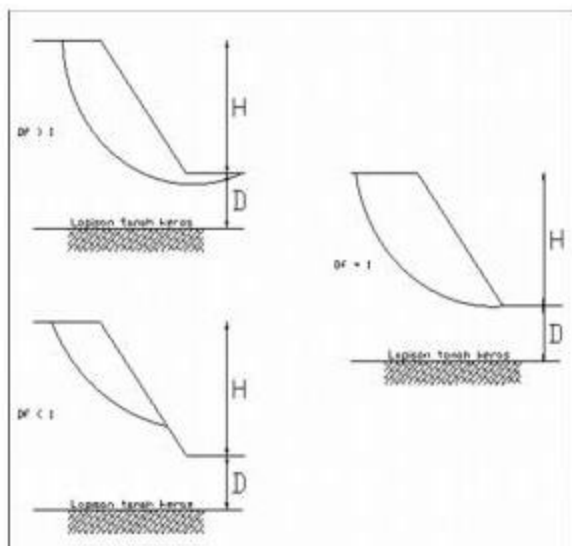 H
DF > 1
D
Lapisan tanah keras
H
DF = 1
D
Lapisan tanah keras
H
DF < 1
D
Lapisan tanah keras